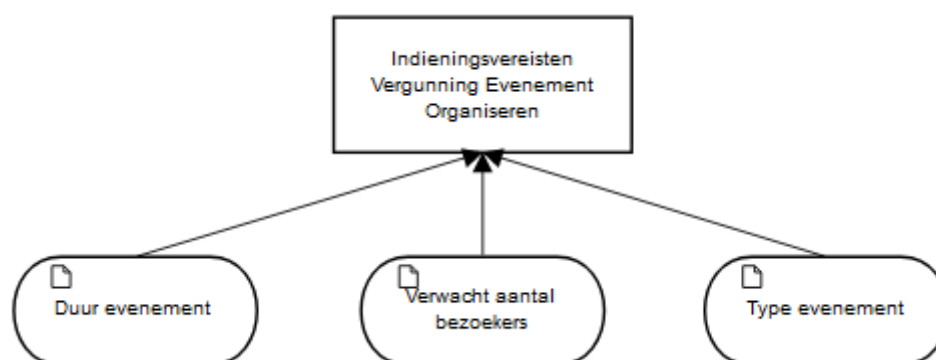 Indieningsvereisten
Vergunning Evenement
Organiseren
Duur evenement
Verwacht aantal
bezoekers
Type evenement